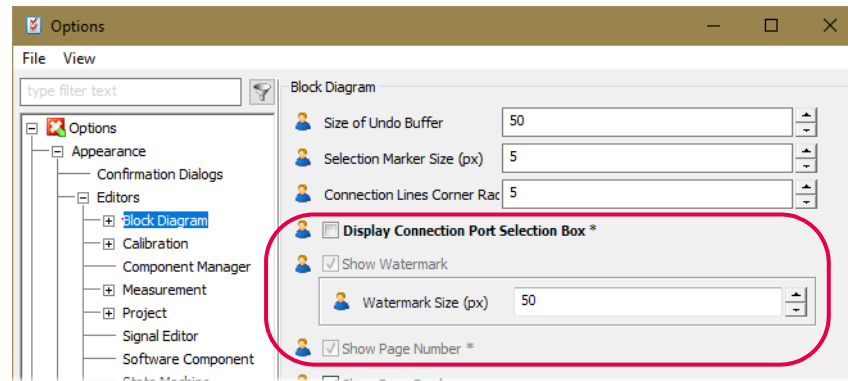 Options
File View
type filter text
Options
Appearance
Confirmation Dialogs
Editors
Block Diagram
Calibration
Component Manager
Measurement
Project
Signal Editor
Software Component
Block Diagram
Size of Undo Buffer 50
Selection Marker Size (px) 5
Connection Lines Corner Rac 5
Display Connection Port Selection Box *
Show Watermark
Watermark Size (px) 50
Show Page Number *